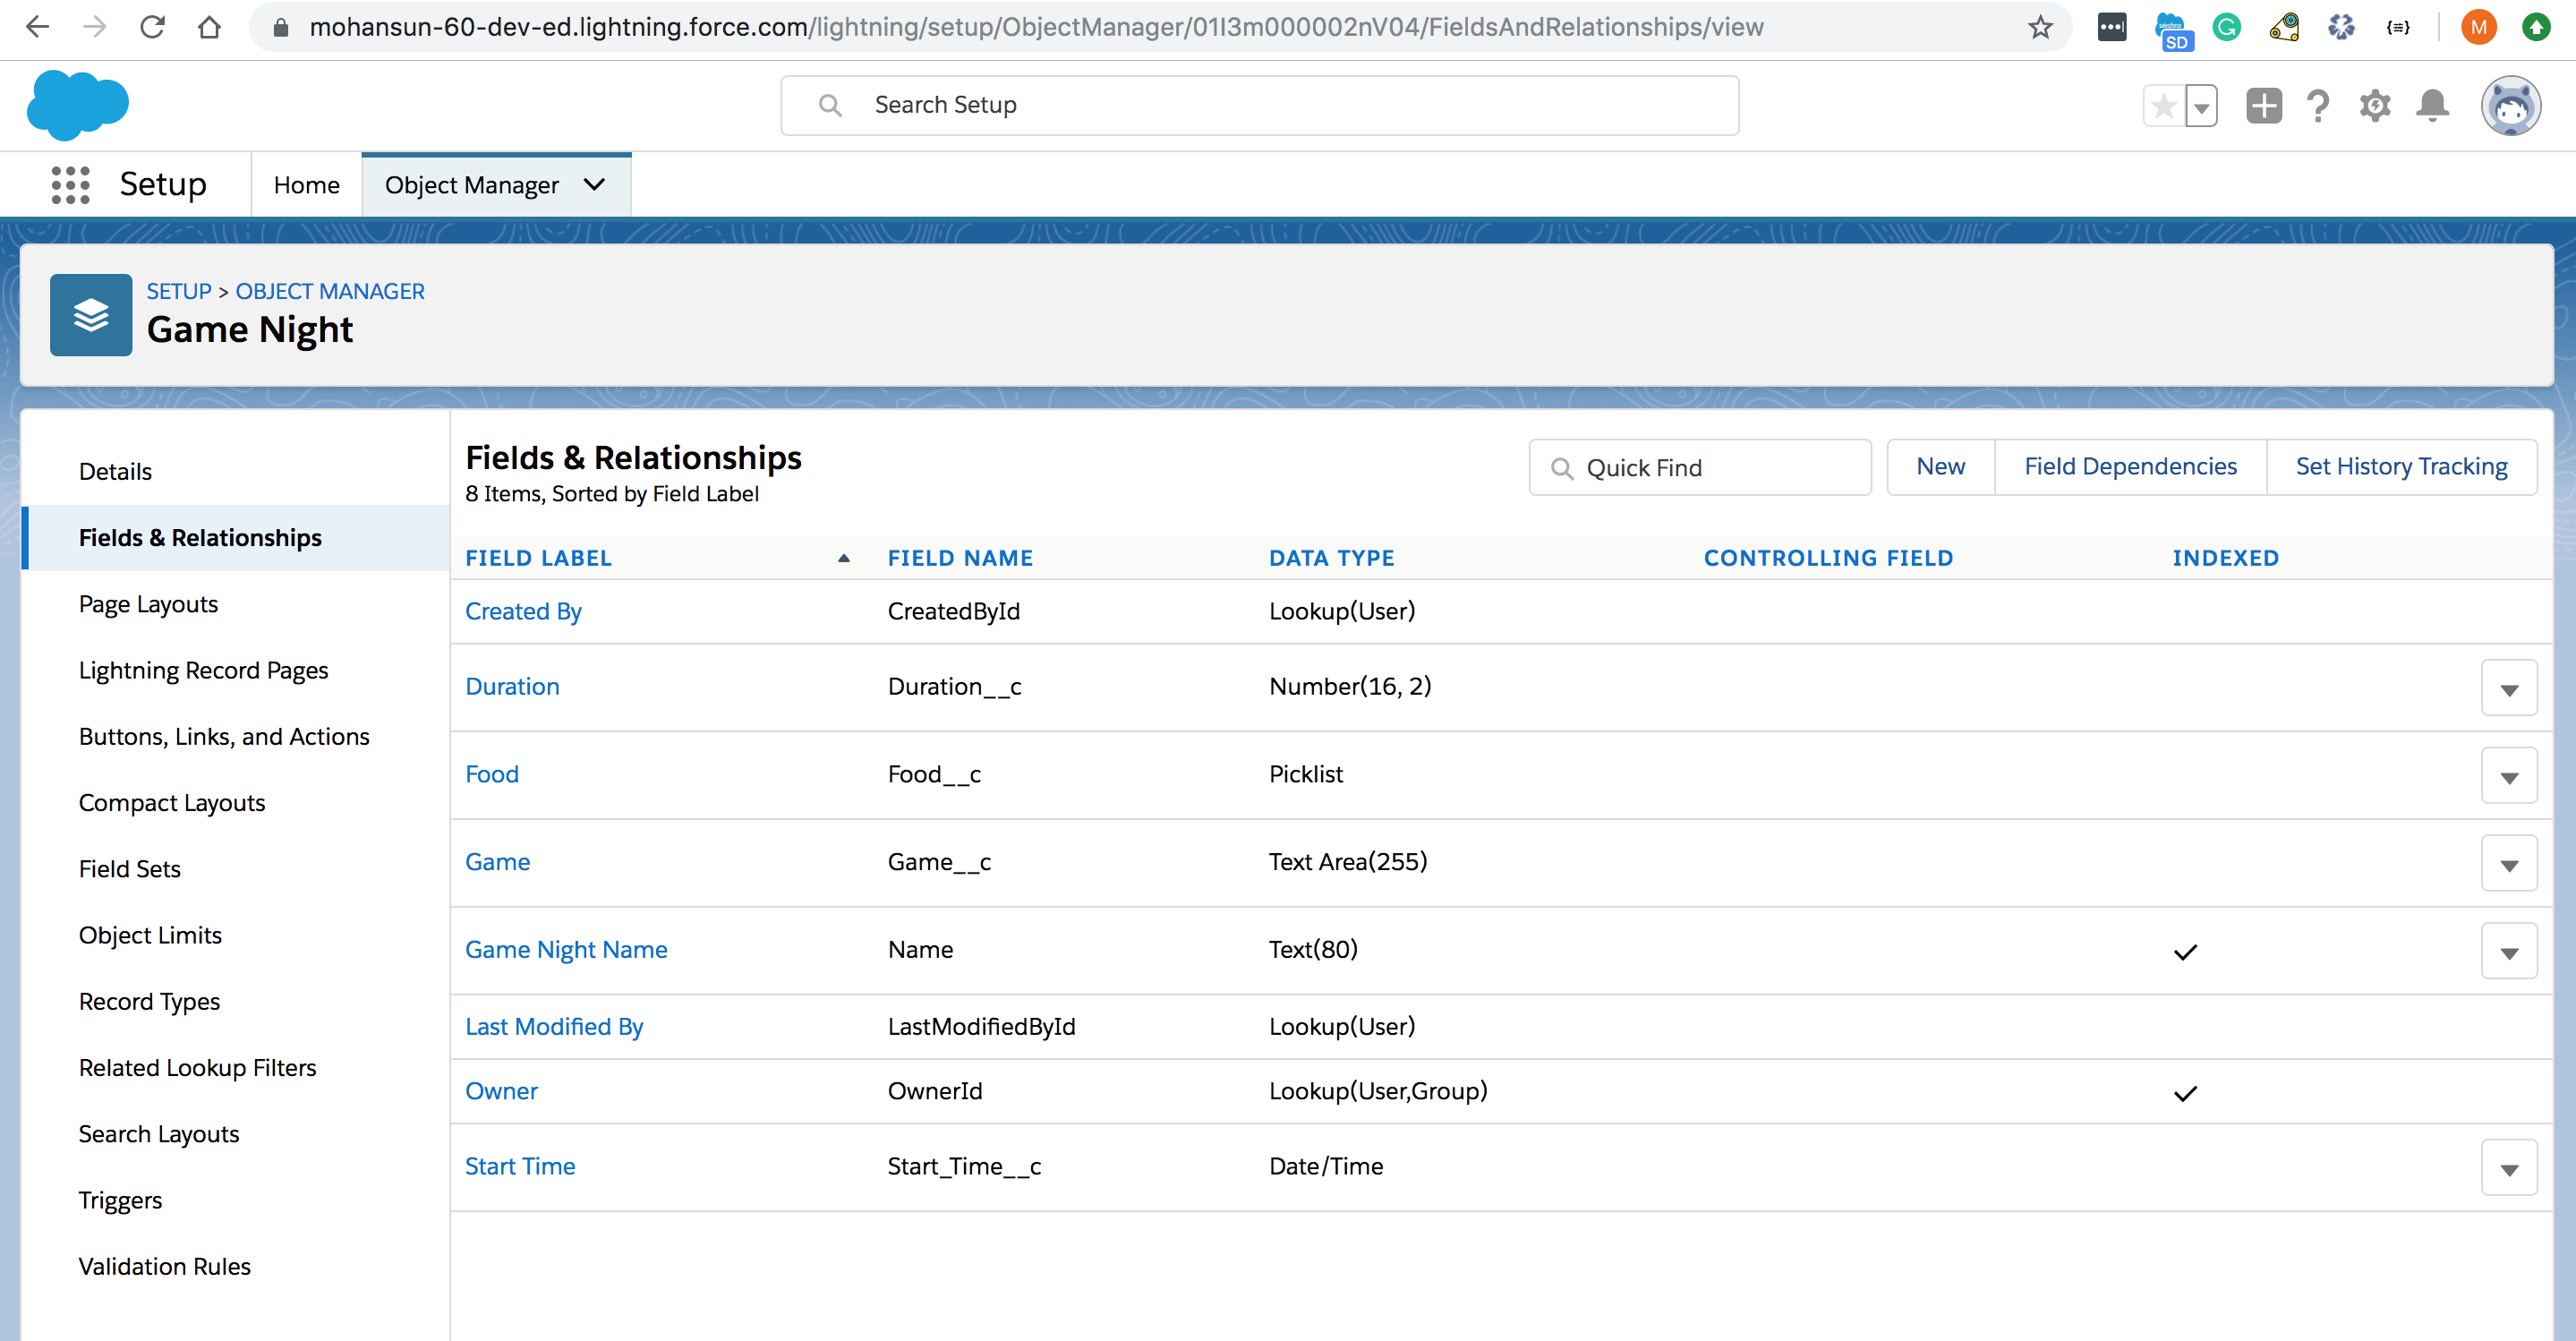 mohansun-60-dev-ed.lightning.force.com/lightning/setup/ObjectManager/01I3m000002nV04/FieldsAndRelationships/view
SD
M
Search Setup
Setup
Home
Object Manager
SETUP > OBJECT MANAGER
Game Night
Details
Fields & Relationships
Page Layouts
Lightning Record Pages
Buttons, Links, and Actions
Compact Layouts
Field Sets
Object Limits
Record Types
Related Lookup Filters
Search Layouts
Triggers
Validation Rules
Fields & Relationships
8 Items, Sorted by Field Label
Quick Find
New
Field Dependencies
Set History Tracking
FIELD LABEL FIELD NAME DATA TYPE CONTROLLING FIELD INDEXED
Created By CreatedById Lookup(User)
Duration Duration__c Number(16, 2)
Food Food__c Picklist
Game Game__c Text Area(255)
Game Night Name Name Text(80)
Last Modified By LastModifiedById Lookup(User)
Owner OwnerId Lookup(User,Group)
Start Time Start_Time__c Date/Time